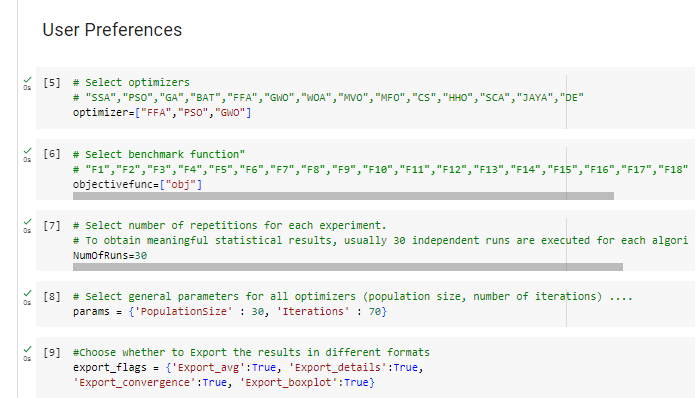 User Preferences
[5] # Select optimizers
0s
# "SSA","PSO","GA","BAT","FFA","GWO","WOA","MVO","MFO","CS","HHO","SCA","JAYA","DE"
optimizer=["FFA","PSO","GWO"]
[6] # Select benchmark function"
0s
# "F1","F2","F3","F4","F5","F6","F7","F8","F9","F10","F11","F12","F13","F14","F15","F16","F17","F18"
objectivefunc=["obj"]
[7] # Select number of repetitions for each experiment.
0s
# To obtain meaningful statistical results, usually 30 independent runs are executed for each algori
NumOfRuns=30
[8] # Select general parameters for all optimizers (population size, number of iterations) ....
0s
params = {'PopulationSize' : 30, 'Iterations' : 70}
[9] #Choose whether to Export the results in different formats
0s
export_flags = {'Export_avg':True, 'Export_details':True,
'Export_convergence':True, 'Export_boxplot':True}